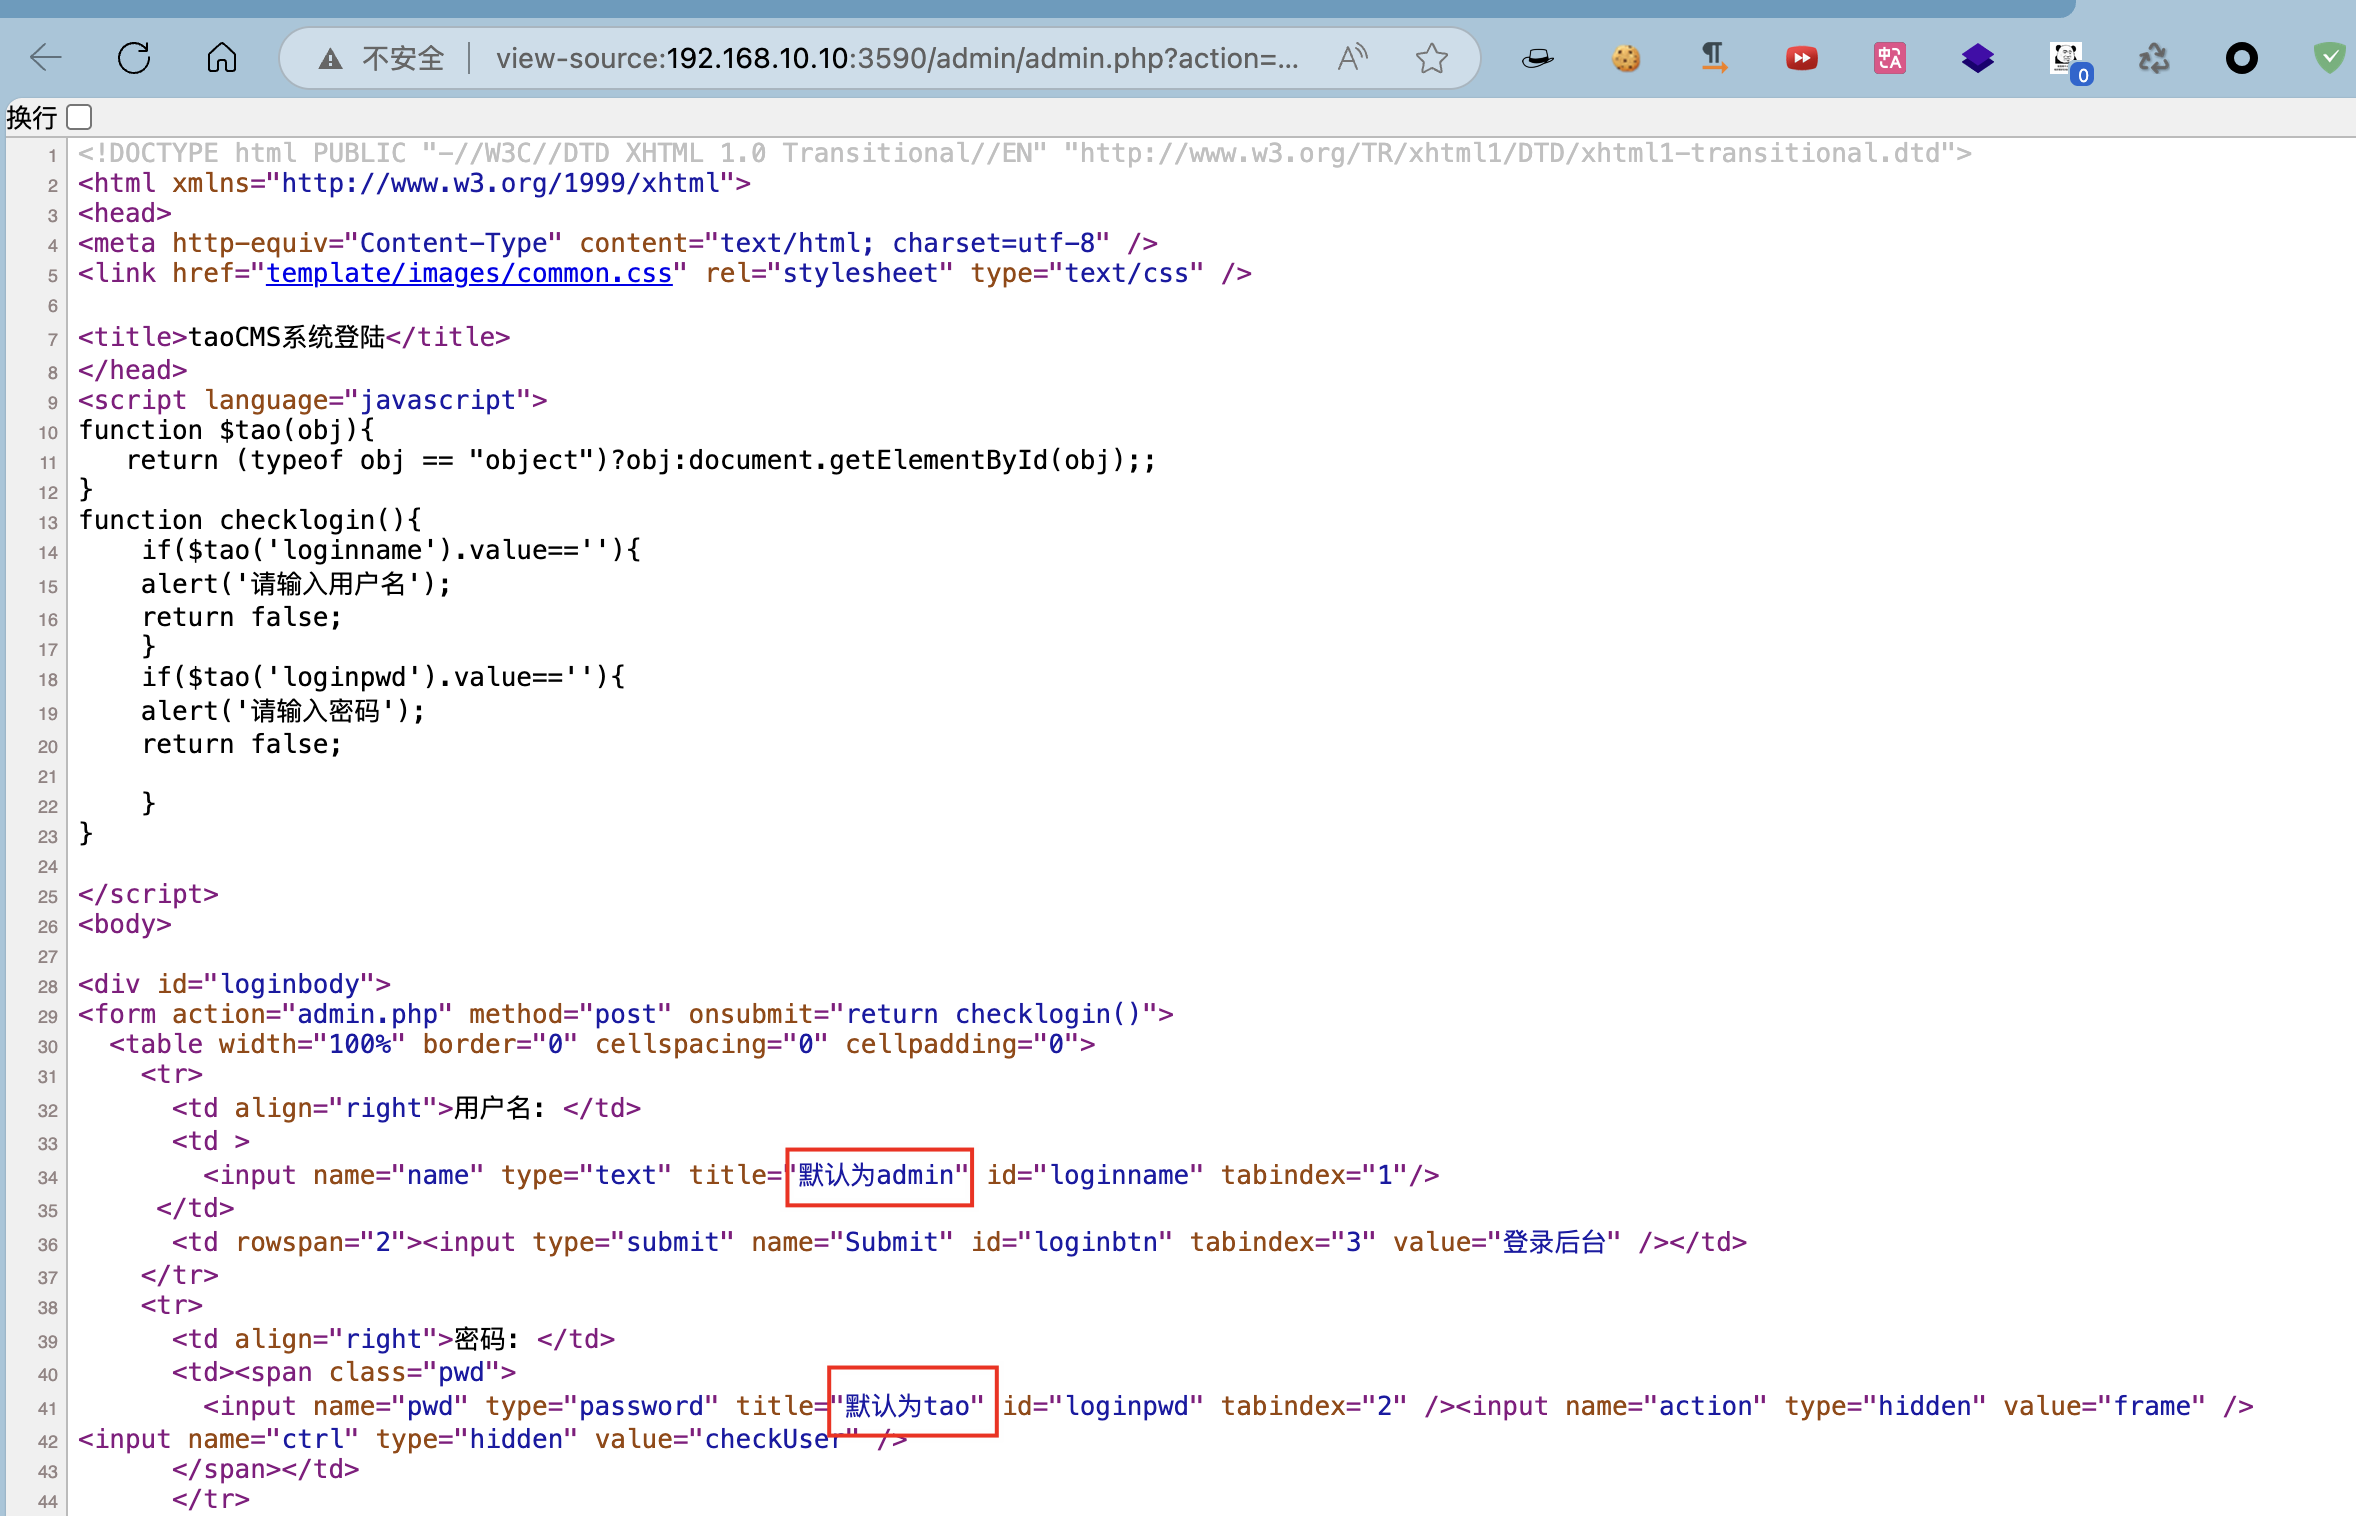 不安全 | view-source:192.168.10.10:3590/admin/admin.php?action=...
0
换行
1 <!DOCTYPE html PUBLIC "-//W3C//DTD XHTML 1.0 Transitional//EN" "http://www.w3.org/TR/xhtml1/DTD/xhtml1-transitional.dtd">
2 <html xmlns="http://www.w3.org/1999/xhtml">
3 <head>
4 <meta http-equiv="Content-Type" content="text/html; charset=utf-8" />
5 <link href="template/images/common.css" rel="stylesheet" type="text/css" />
6
7 <title>taoCMS系统登陆</title>
8 </head>
9 <script language="javascript">
10 function $tao(obj){
11    return (typeof obj == "object")?obj:document.getElementById(obj);;
12 }
13 function checklogin(){
14     if($tao('loginname').value==''){
15     alert('请输入用户名');
16     return false;
17     }
18     if($tao('loginpwd').value==''){
19     alert('请输入密码');
20     return false;
21
22     }
23 }
24
25 </script>
26 <body>
27
28 <div id="loginbody">
29 <form action="admin.php" method="post" onsubmit="return checklogin()">
30   <table width="100%" border="0" cellspacing="0" cellpadding="0">
31     <tr>
32       <td align="right">用户名: </td>
33       <td >
34         <input name="name" type="text" title="默认为admin" id="loginname" tabindex="1"/>
35      </td>
36       <td rowspan="2"><input type="submit" name="Submit" id="loginbtn" tabindex="3" value="登录后台" /></td>
37     </tr>
38     <tr>
39       <td align="right">密码: </td>
40       <td><span class="pwd">
41         <input name="pwd" type="password" title="默认为tao" id="loginpwd" tabindex="2" /><input name="action" type="hidden" value="frame" />
42 <input name="ctrl" type="hidden" value="checkUser" />
43       </span></td>
44       </tr>